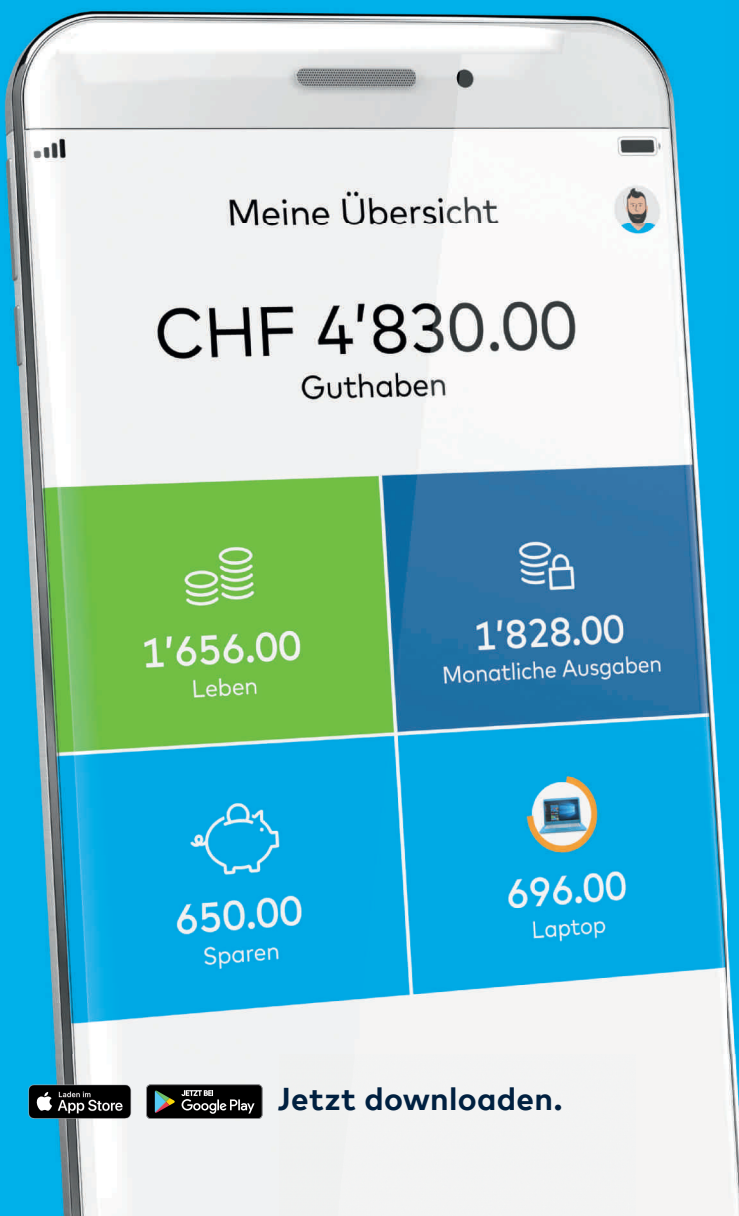 Meine Übersicht
CHF 4'830.00
Guthaben
1'656.00
Leben
1'828.00
Monatliche Ausgaben
650.00
Sparen
696.00
Laptop
Laden im
App Store
JETZT BEI
Google Play
Jetzt downloaden.